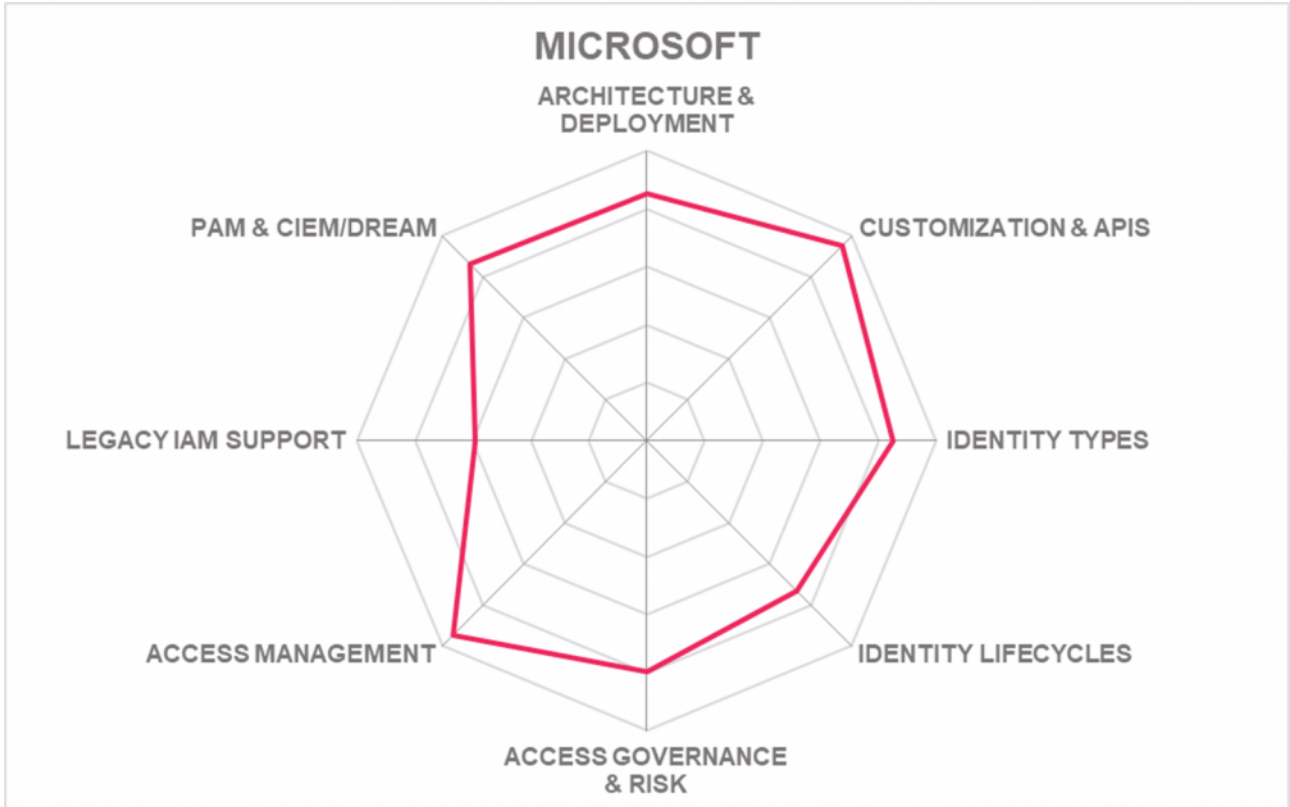 MICROSOFT
ARCHITECTURE &
DEPLOYMENT
PAM & CIEM/DREAM
CUSTOMIZATION & APIS
LEGACY IAM SUPPORT
IDENTITY TYPES
ACCESS MANAGEMENT
IDENTITY LIFECYCLES
ACCESS GOVERNANCE
& RISK